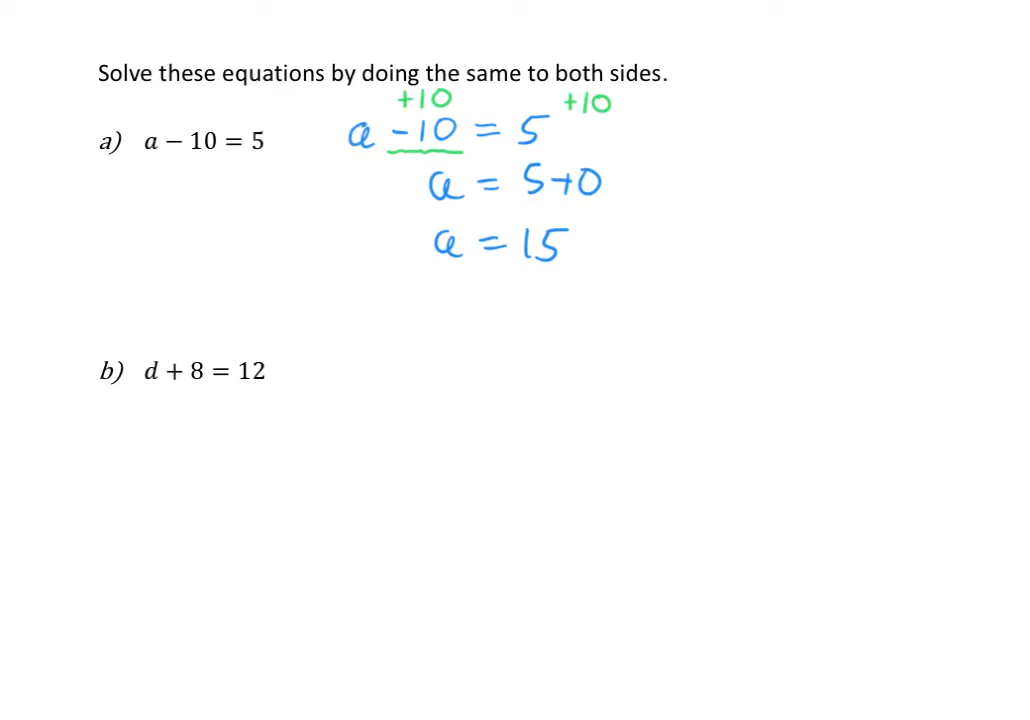 Solve these equations by doing the same to both sides.
+10 +10
a) a − 10 = 5 a - 10 = 5
a = 5+0
a = 15
b) d + 8 = 12